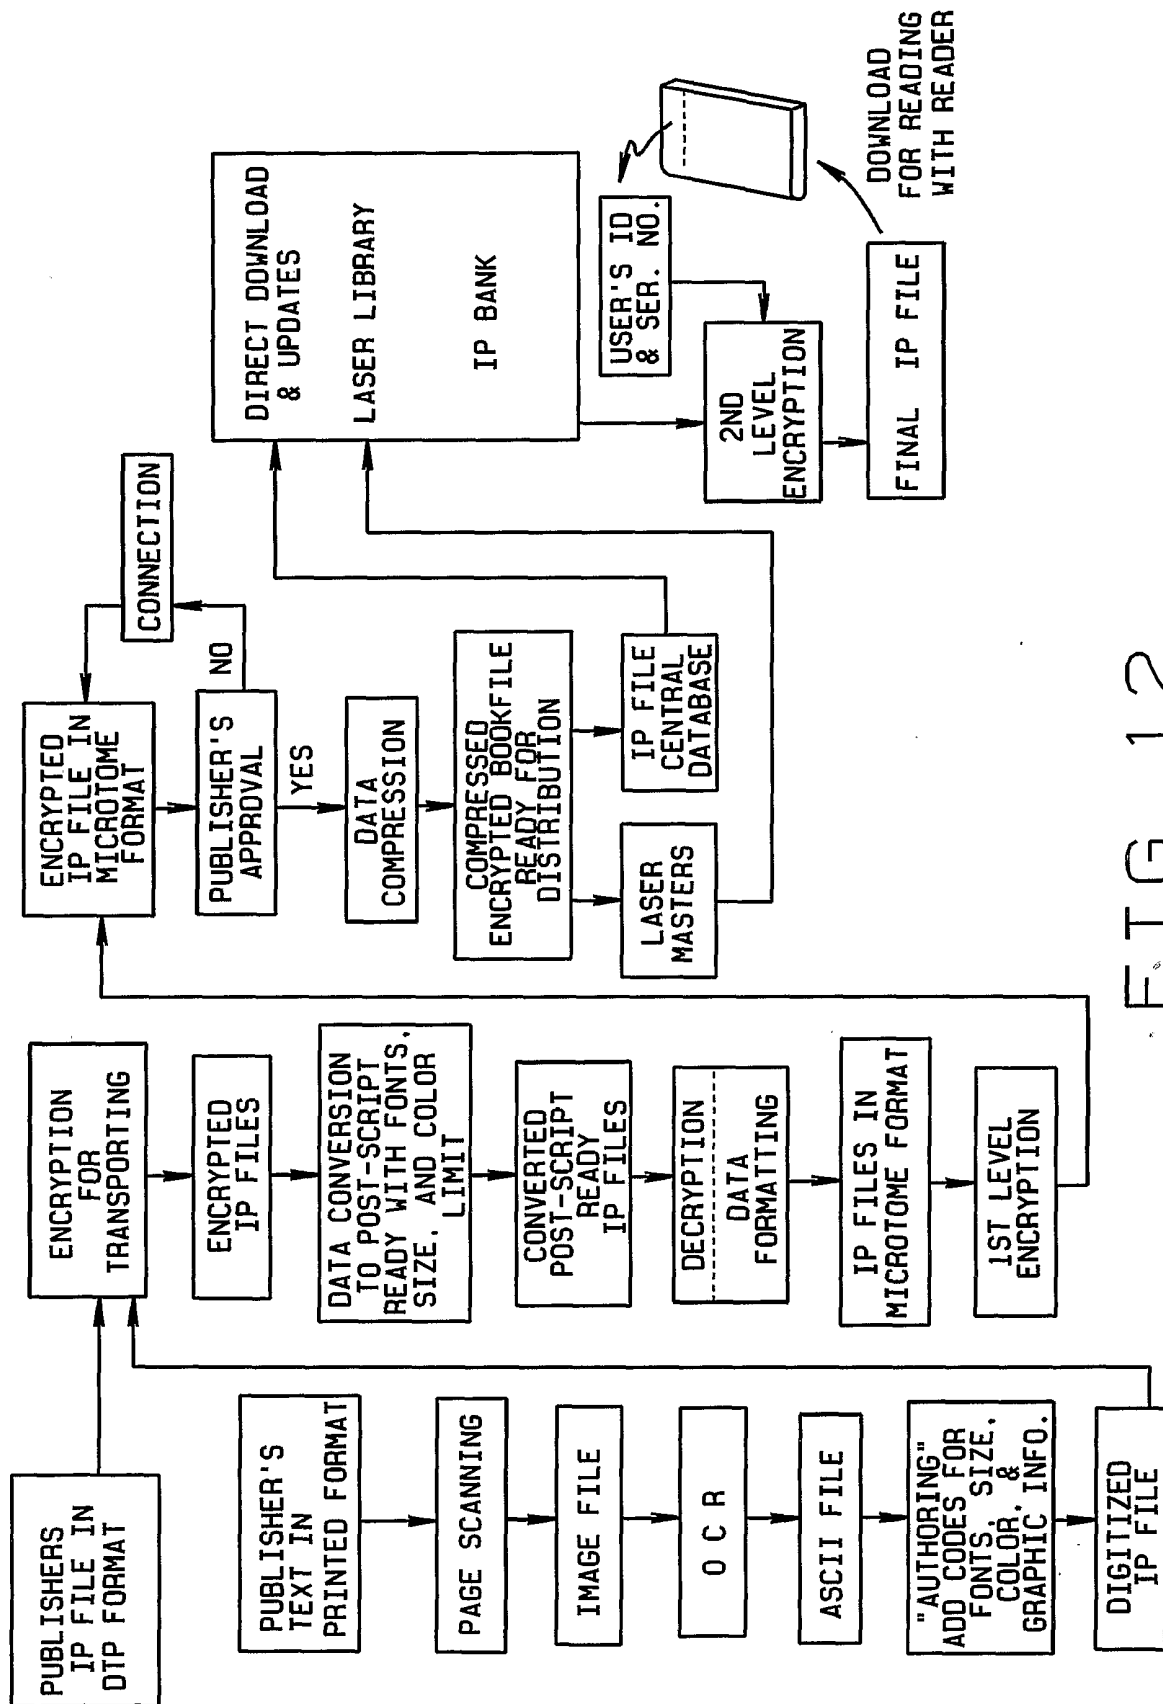 PUBLISHERS
IP FILE IN
DTP FORMAT
PUBLISHER'S
TEXT IN
PRINTED FORMAT
PAGE SCANNING
IMAGE FILE
O C R
ASCII FILE
"AUTHORING"
ADD CODES FOR
FONTS, SIZE,
COLOR, &
GRAPHIC INFO.
DIGITIZED
IP FILE
ENCRYPTION
FOR
TRANSPORTING
ENCRYPTED
IP FILES
DATA CONVERSION
TO POST-SCRIPT
READY WITH FONTS,
SIZE, AND COLOR
LIMIT
CONVERTED
POST-SCRIPT
READY
IP FILES
DECRYPTION
DATA
FORMATTING
IP FILES IN
MICROTOME FORMAT
1ST LEVEL
ENCRYPTION
ENCRYPTED
IP FILE IN
MICROTOME
FORMAT
CONNECTION
PUBLISHER'S
APPROVAL
NO
YES
DATA
COMPRESSION
COMPRESSED
ENCRYPTED BOOKFILE
READY FOR
DISTRIBUTION
LASER
MASTERS
IP FILE
CENTRAL
DATABASE
DIRECT DOWNLOAD
& UPDATES
LASER LIBRARY
IP BANK
USER'S ID
& SER. NO.
2ND
LEVEL
ENCRYPTION
FINAL IP FILE
DOWNLOAD
FOR READING
WITH READER
FIG 12